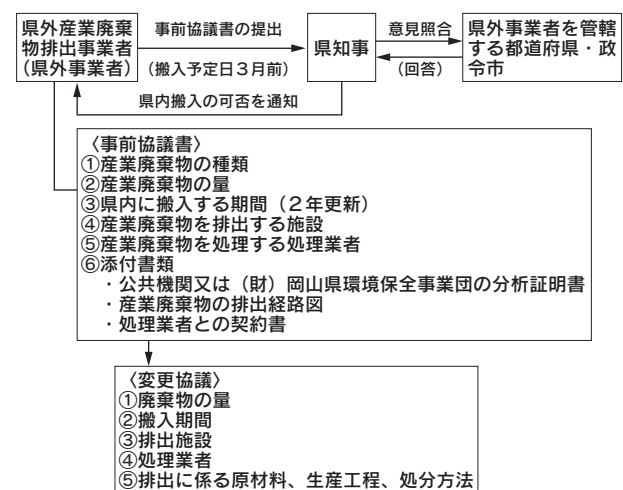 県外産業廃棄
物排出事業者
（県外事業者）
事前協議書の提出
（搬入予定日３月前）
県知事
意見照合
（回答）
県外事業者を管轄
する都道府県・政
令市
県内搬入の可否を通知
〈事前協議書〉
①産業廃棄物の種類
②産業廃棄物の量
③県内に搬入する期間（２年更新）
④産業廃棄物を排出する施設
⑤産業廃棄物を処理する処理業者
⑥添付書類
・公共機関又は（財）岡山県環境保全事業団の分析証明書
・産業廃棄物の排出経路図
・処理業者との契約書
〈変更協議〉
①廃棄物の量
②搬入期間
③排出施設
④処理業者
⑤排出に係る原材料、生産工程、処分方法